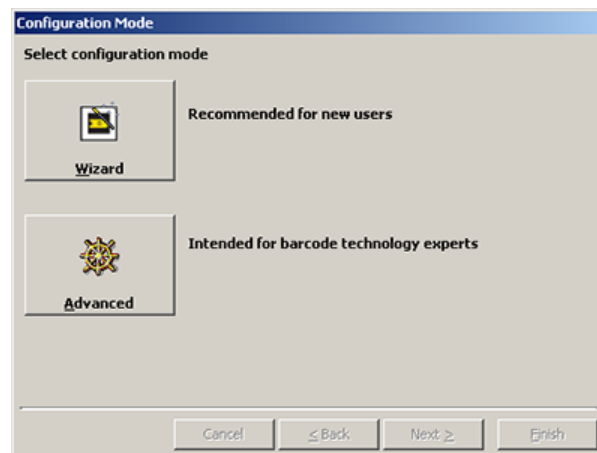 Configuration Mode
Select configuration mode
Recommended for new users
Wizard
Intended for barcode technology experts
Advanced
Cancel
< Back
Next >
Finish